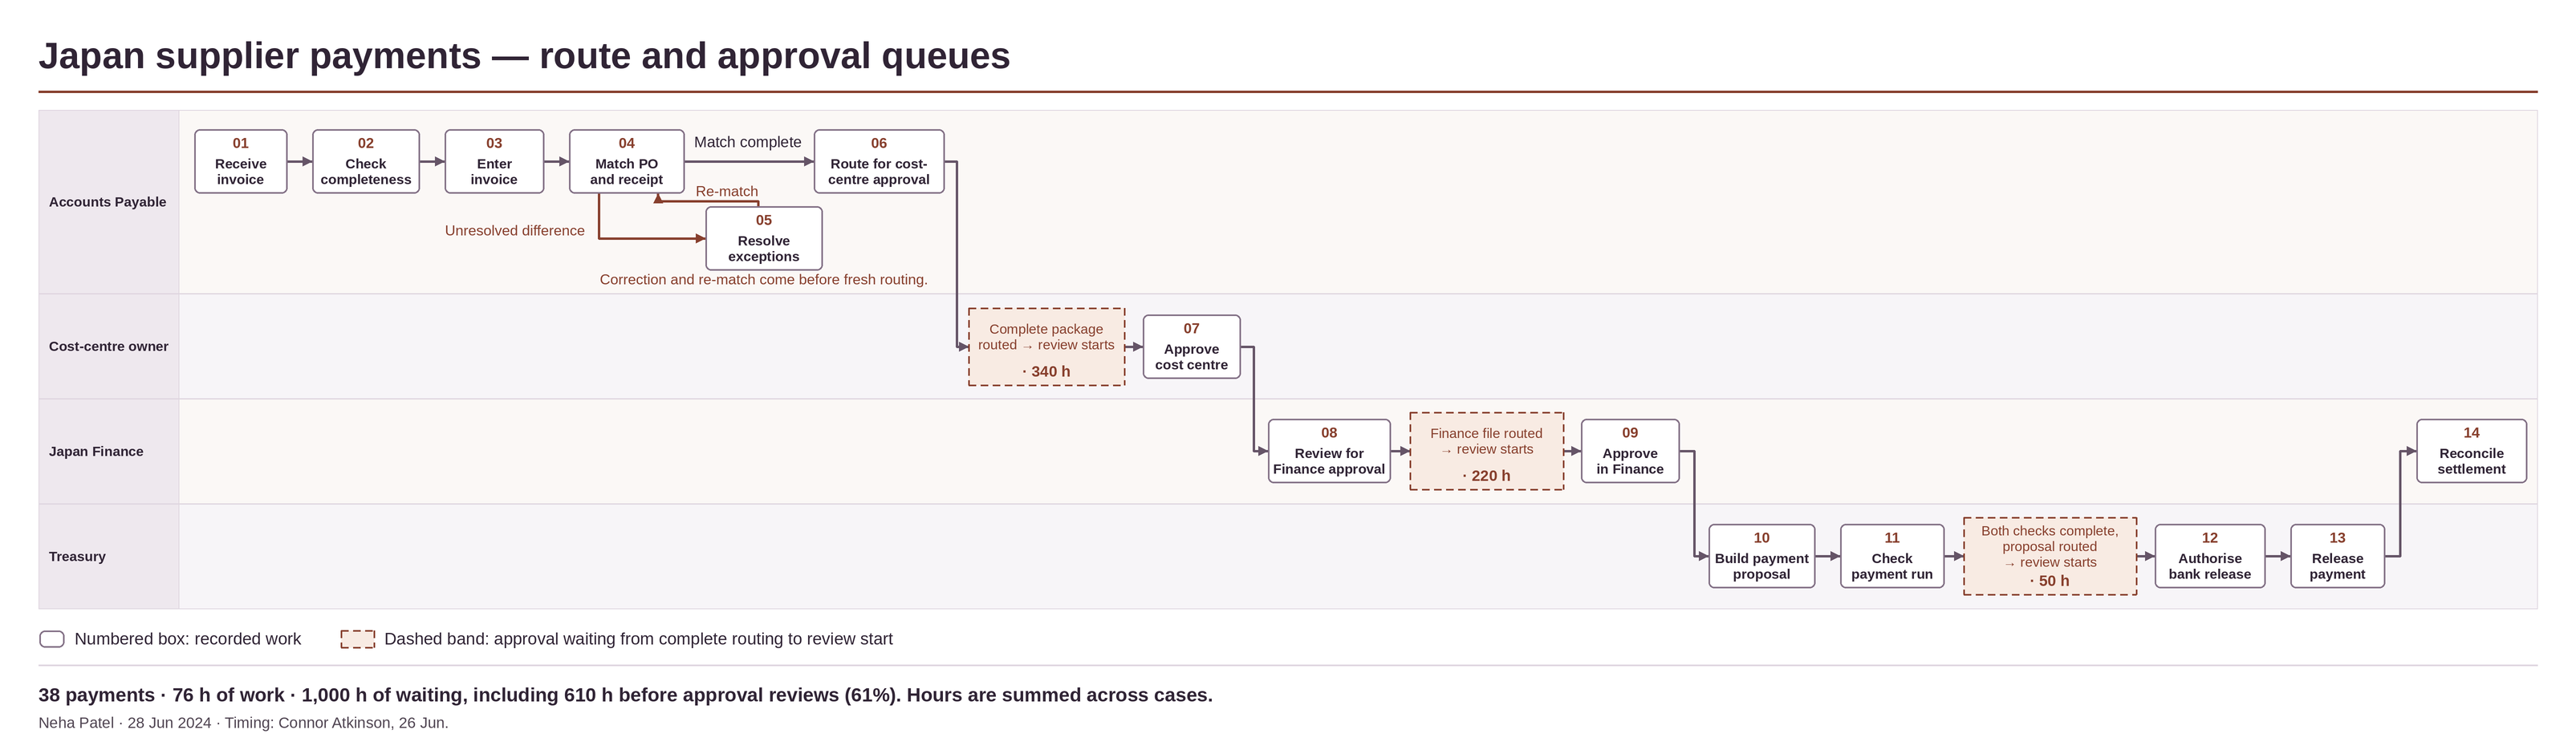 Japan supplier payments — route and approval queues
Accounts Payable
01
Receive
invoice
02
Check
completeness
03
Enter
invoice
04
Match PO
and receipt
Match complete
06
Route for cost-
centre approval
Re-match
Unresolved difference
05
Resolve
exceptions
Correction and re-match come before fresh routing.
Cost-centre owner
Complete package
routed → review starts
· 340 h
07
Approve
cost centre
Japan Finance
08
Review for
Finance approval
Finance file routed
→ review starts
· 220 h
09
Approve
in Finance
14
Reconcile
settlement
Treasury
10
Build payment
proposal
11
Check
payment run
Both checks complete,
proposal routed
→ review starts
· 50 h
12
Authorise
bank release
13
Release
payment
Numbered box: recorded work
Dashed band: approval waiting from complete routing to review start
38 payments · 76 h of work · 1,000 h of waiting, including 610 h before approval reviews (61%). Hours are summed across cases.
Neha Patel · 28 Jun 2024 · Timing: Connor Atkinson, 26 Jun.